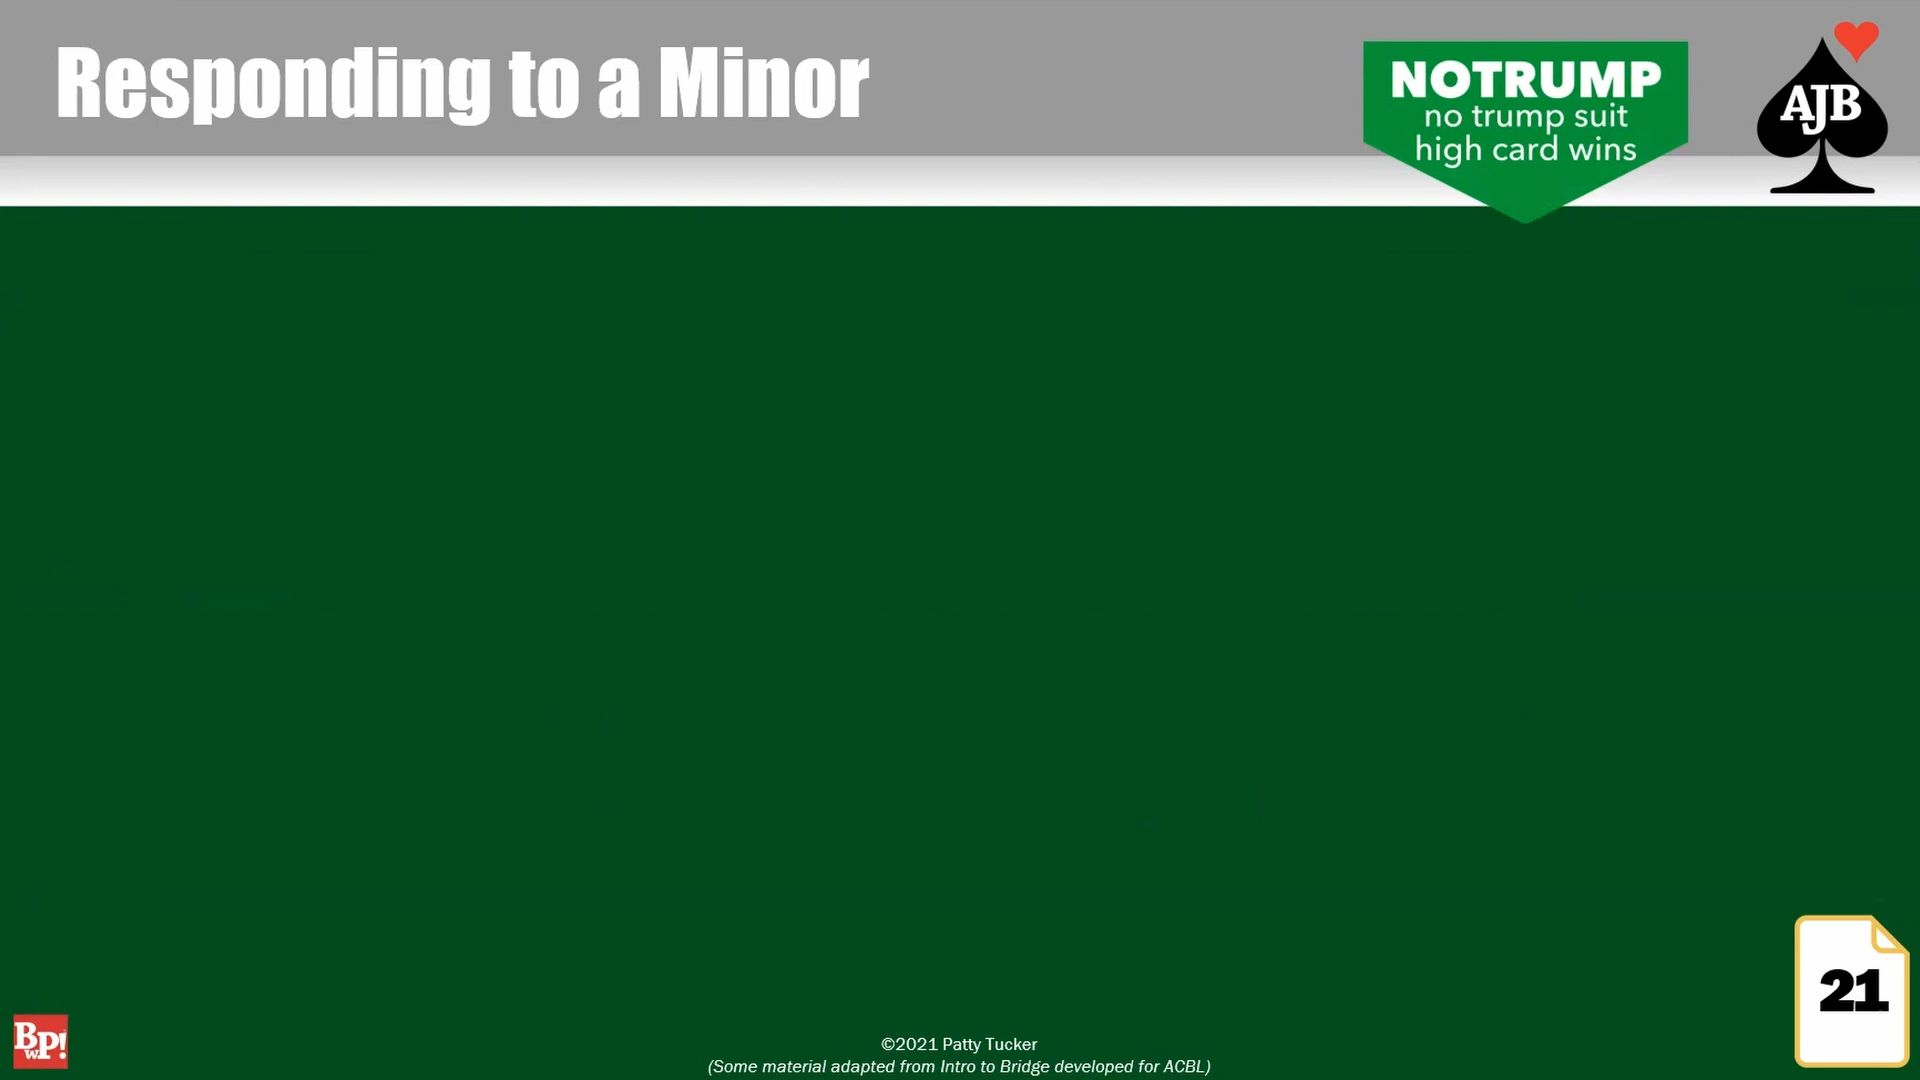 Responding to a Minor
NOTRUMP
no trump suit
high card wins
AJB
21
BwP!
©2021 Patty Tucker
(Some material adapted from Intro to Bridge developed for ACBL)